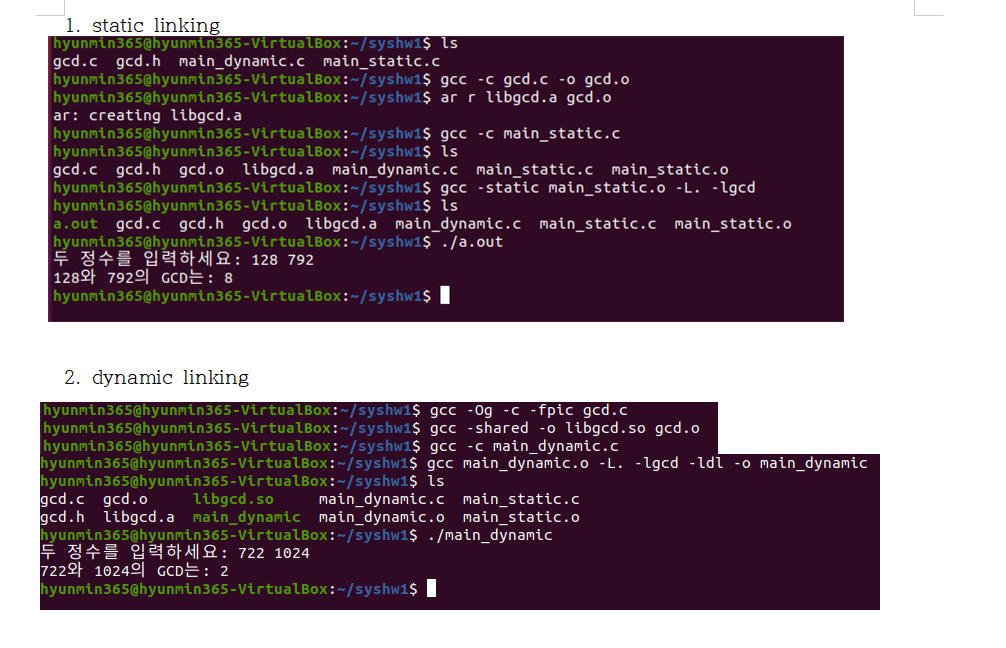 1. static linking
hyunmin365@hyunmin365-VirtualBox:~/syshw1$ ls
gcd.c  gcd.h  main_dynamic.c  main_static.c
hyunmin365@hyunmin365-VirtualBox:~/syshw1$ gcc -c gcd.c -o gcd.o
hyunmin365@hyunmin365-VirtualBox:~/syshw1$ ar r libgcd.a gcd.o
ar: creating libgcd.a
hyunmin365@hyunmin365-VirtualBox:~/syshw1$ gcc -c main_static.c
hyunmin365@hyunmin365-VirtualBox:~/syshw1$ ls
gcd.c  gcd.h  gcd.o  libgcd.a  main_dynamic.c  main_static.c  main_static.o
hyunmin365@hyunmin365-VirtualBox:~/syshw1$ gcc -static main_static.o -L. -lgcd
hyunmin365@hyunmin365-VirtualBox:~/syshw1$ ls
a.out  gcd.c  gcd.h  gcd.o  libgcd.a  main_dynamic.c  main_static.c  main_static.o
hyunmin365@hyunmin365-VirtualBox:~/syshw1$ ./a.out
두 정수를 입력하세요: 128 792
128와 792의 GCD는: 8
hyunmin365@hyunmin365-VirtualBox:~/syshw1$
2. dynamic linking
hyunmin365@hyunmin365-VirtualBox:~/syshw1$ gcc -Og -c -fpic gcd.c
hyunmin365@hyunmin365-VirtualBox:~/syshw1$ gcc -shared -o libgcd.so gcd.o
hyunmin365@hyunmin365-VirtualBox:~/syshw1$ gcc -c main_dynamic.c
hyunmin365@hyunmin365-VirtualBox:~/syshw1$ gcc main_dynamic.o -L. -lgcd -ldl -o main_dynamic
hyunmin365@hyunmin365-VirtualBox:~/syshw1$ ls
gcd.c  gcd.o     libgcd.so     main_dynamic.c  main_static.c
gcd.h  libgcd.a  main_dynamic  main_dynamic.o  main_static.o
hyunmin365@hyunmin365-VirtualBox:~/syshw1$ ./main_dynamic
두 정수를 입력하세요: 722 1024
722와 1024의 GCD는: 2
hyunmin365@hyunmin365-VirtualBox:~/syshw1$